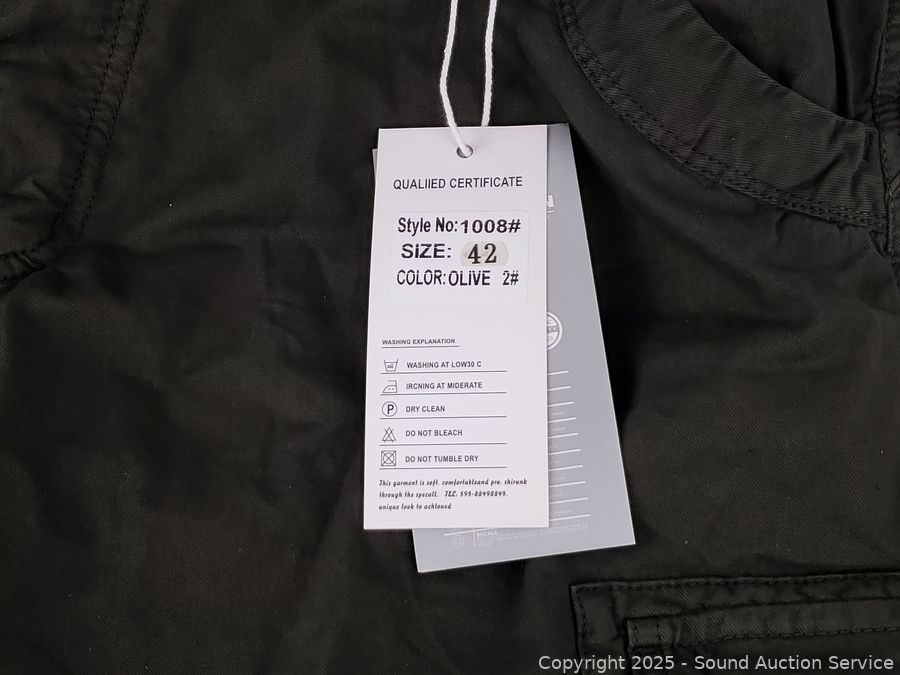 QUALIIED CERTIFICATE
Style No: 1008#
SIZE: 42
COLOR: OLIVE 2#
WASHING EXPLANATION
WASHING AT LOW30 C
IRCNING AT MIDERATE
P DRY CLEAN
DO NOT BLEACH
DO NOT TUMBLE DRY
This garment is soft. comfortableand pre. shirunk
through the specall. TEL: 595-88498849.
unique look to achloued
BUCKLE
Copyright 2025 - Sound Auction Service